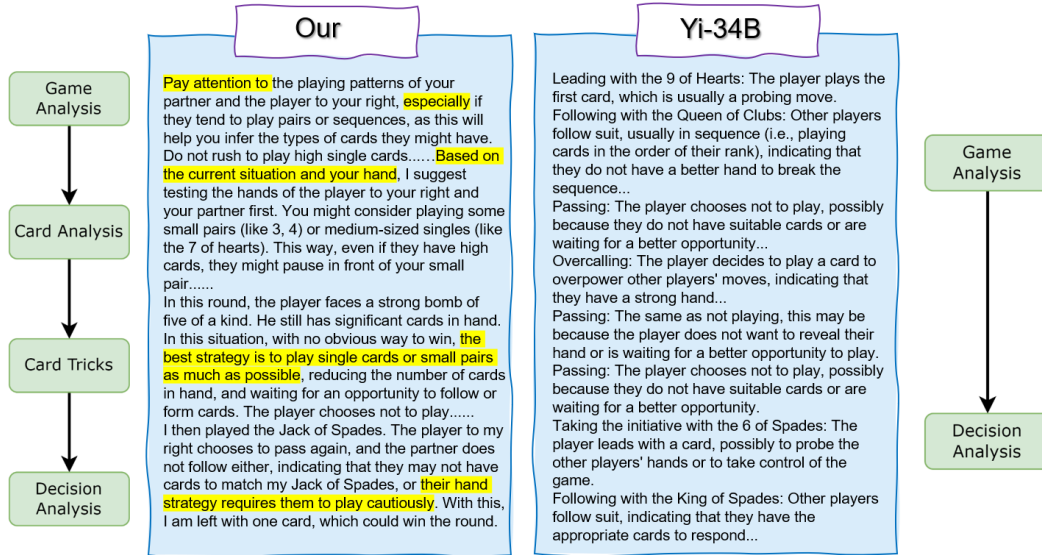 Our
Yi-34B
Game
Analysis
Card Analysis
Card Tricks
Decision
Analysis
Pay attention to the playing patterns of your
partner and the player to your right, especially if
they tend to play pairs or sequences, as this will
help you infer the types of cards they might have.
Do not rush to play high single cards......Based on
the current situation and your hand, I suggest
testing the hands of the player to your right and
your partner first. You might consider playing some
small pairs (like 3, 4) or medium-sized singles (like
the 7 of hearts). This way, even if they have high
cards, they might pause in front of your small
pair......
In this round, the player faces a strong bomb of
five of a kind. He still has significant cards in hand.
In this situation, with no obvious way to win, the
best strategy is to play single cards or small pairs
as much as possible, reducing the number of cards
in hand, and waiting for an opportunity to follow or
form cards. The player chooses not to play......
I then played the Jack of Spades. The player to my
right chooses to pass again, and the partner does
not follow either, indicating that they may not have
cards to match my Jack of Spades, or their hand
strategy requires them to play cautiously. With this,
I am left with one card, which could win the round.
Leading with the 9 of Hearts: The player plays the
first card, which is usually a probing move.
Following with the Queen of Clubs: Other players
follow suit, usually in sequence (i.e., playing
cards in the order of their rank), indicating that
they do not have a better hand to break the
sequence...
Passing: The player chooses not to play, possibly
because they do not have suitable cards or are
waiting for a better opportunity...
Overcalling: The player decides to play a card to
overpower other players' moves, indicating that
they have a strong hand...
Passing: The same as not playing, this may be
because the player does not want to reveal their
hand or is waiting for a better opportunity to play.
Passing: The player chooses not to play, possibly
because they do not have suitable cards or are
waiting for a better opportunity.
Taking the initiative with the 6 of Spades: The
player leads with a card, possibly to probe the
other players' hands or to take control of the
game.
Following with the King of Spades: Other players
follow suit, indicating that they have the
appropriate cards to respond...
Game
Analysis
Decision
Analysis